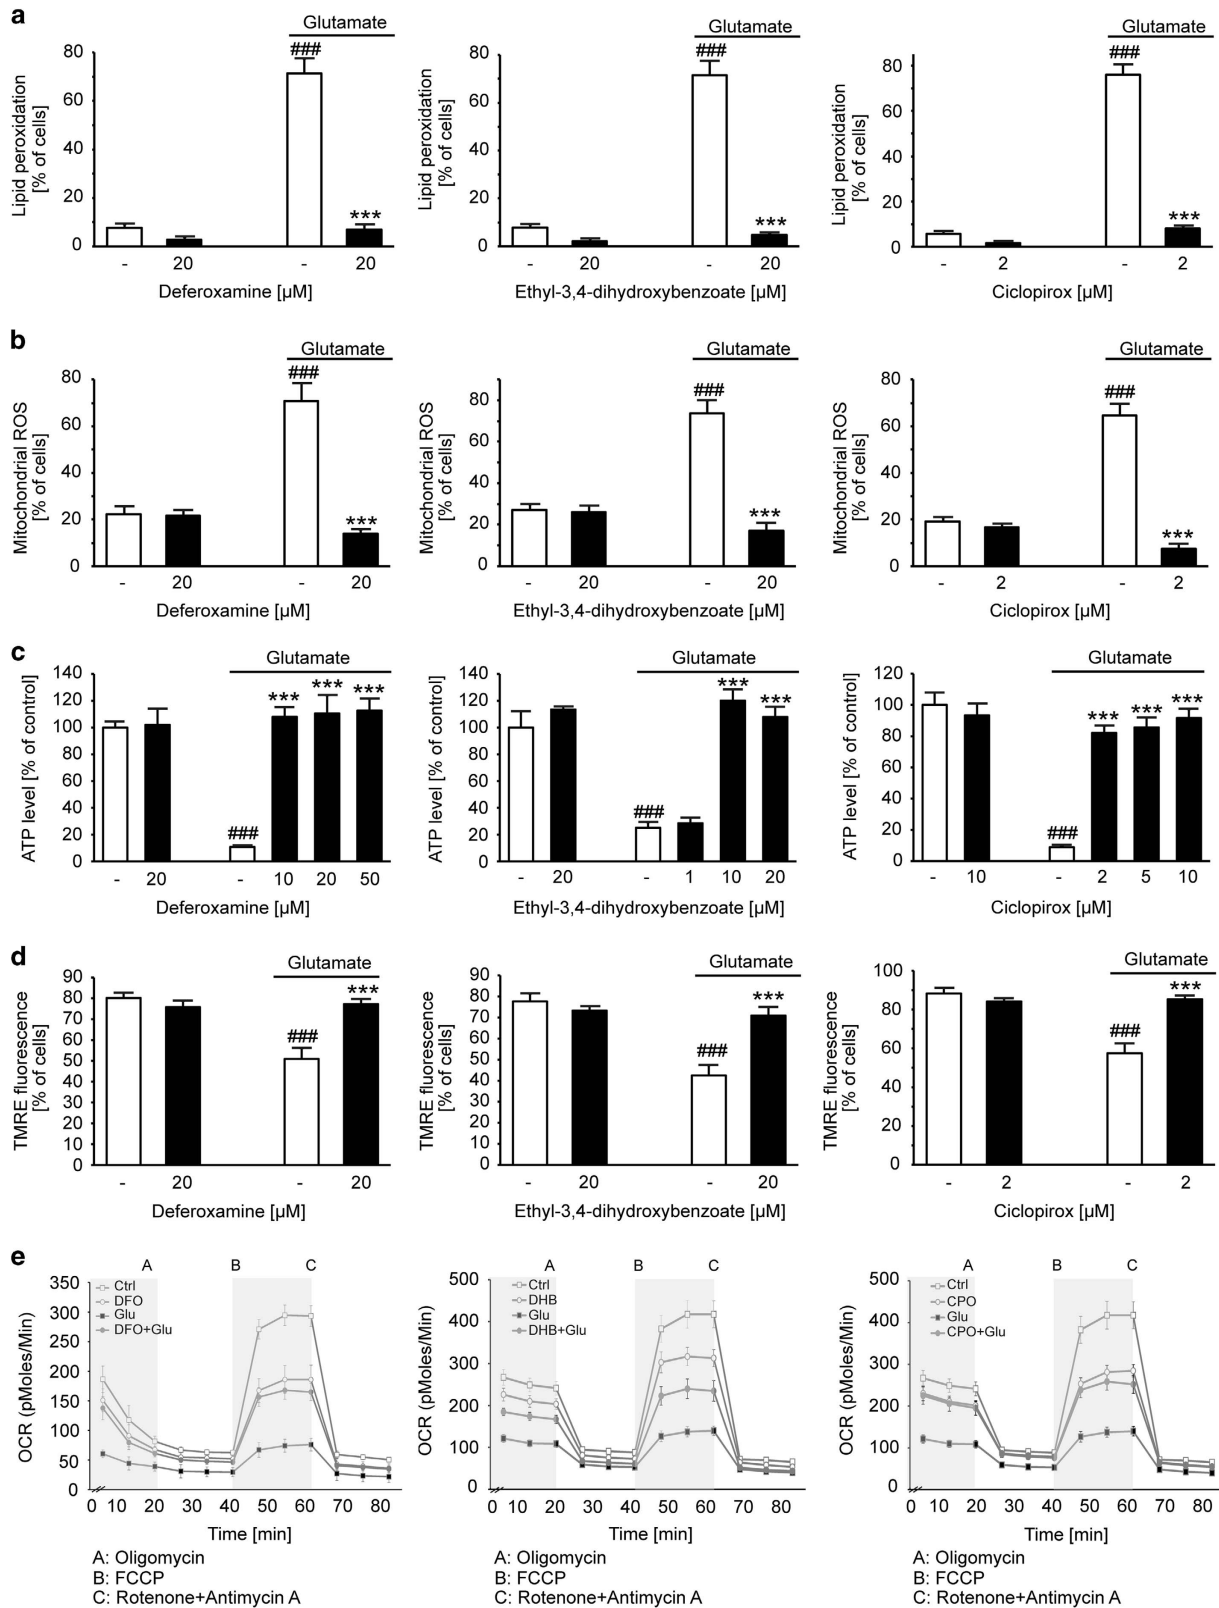 a
Glutamate
Glutamate
Glutamate
Lipid peroxidation
[% of cells]
80
60
40
20
0
###
***
- 20 - 20
Deferoxamine [µM]
Lipid peroxidation
[% of cells]
80
60
40
20
0
###
***
- 20 - 20
Ethyl-3,4-dihydroxybenzoate [µM]
Lipid peroxidation
[% of cells]
80
60
40
20
0
###
***
- 2 - 2
Ciclopirox [µM]
b
Glutamate
Glutamate
Glutamate
Mitochondrial ROS
[% of cells]
80
60
40
20
0
###
***
- 20 - 20
Deferoxamine [µM]
Mitochondrial ROS
[% of cells]
80
60
40
20
0
###
***
- 20 - 20
Ethyl-3,4-dihydroxybenzoate [µM]
Mitochondrial ROS
[% of cells]
80
60
40
20
0
###
***
- 2 - 2
Ciclopirox [µM]
c
Glutamate
Glutamate
Glutamate
ATP level [% of control]
140
120
100
80
60
40
20
0
###
*** *** ***
- 20 - 10 20 50
Deferoxamine [µM]
ATP level [% of control]
140
120
100
80
60
40
20
0
###
*** ***
- 20 - 1 10 20
Ethyl-3,4-dihydroxybenzoate [µM]
ATP level [% of control]
120
100
80
60
40
20
0
###
*** *** ***
- 10 - 2 5 10
Ciclopirox [µM]
d
Glutamate
Glutamate
Glutamate
TMRE fluorescence
[% of cells]
90
80
70
60
50
40
30
20
10
0
###
***
- 20 - 20
Deferoxamine [µM]
TMRE fluorescence
[% of cells]
90
80
70
60
50
40
30
20
10
0
###
***
- 20 - 20
Ethyl-3,4-dihydroxybenzoate [µM]
TMRE fluorescence
[% of cells]
100
80
60
40
20
0
###
***
- 2 - 2
Ciclopirox [µM]
e
A B C
OCR (pMoles/Min)
350
300
250
200
150
100
50
0
Ctrl
DFO
Glu
DFO+Glu
0 10 20 30 40 50 60 70 80
Time [min]
A: Oligomycin
B: FCCP
C: Rotenone+Antimycin A
A B C
OCR (pMoles/Min)
500
400
300
200
100
0
Ctrl
DHB
Glu
DHB+Glu
0 10 20 30 40 50 60 70 80
Time [min]
A: Oligomycin
B: FCCP
C: Rotenone+Antimycin A
A B C
OCR (pMoles/Min)
500
400
300
200
100
0
Ctrl
CPO
Glu
CPO+Glu
0 10 20 30 40 50 60 70 80
Time [min]
A: Oligomycin
B: FCCP
C: Rotenone+Antimycin A